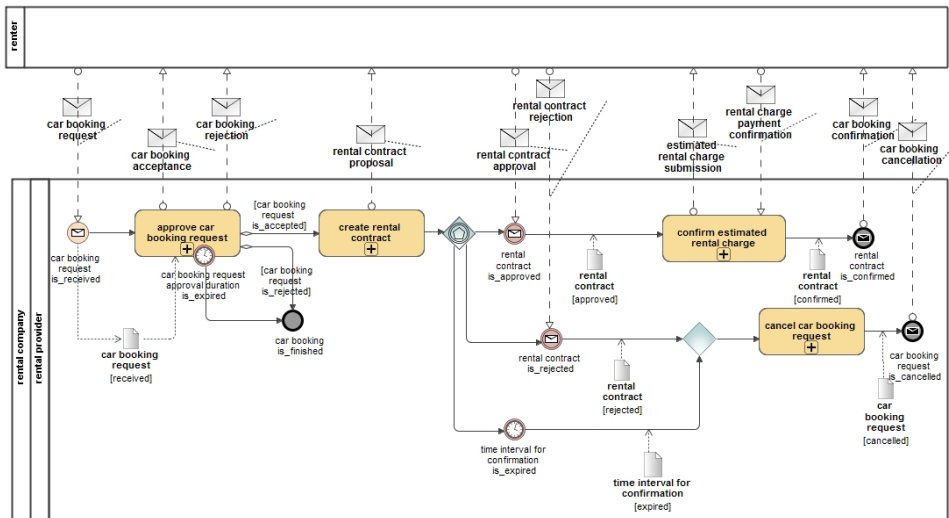 renter
car booking
request
car booking
acceptance
car booking
rejection
rental contract
proposal
rental contract
approval
rental contract
rejection
estimated
rental charge
submission
rental charge
payment
confirmation
car booking
confirmation
car booking
cancellation
rental company
rental provider
car booking
request
is_received
approve car
booking request
car booking request
approval duration
is_expired
[car booking
request
is_accepted]
[car booking
request
is_rejected]
car booking
is_finished
car booking
request
[received]
create rental
contract
rental
contract
is_approved
rental
contract
[approved]
confirm estimated
rental charge
rental
contract
[confirmed]
rental
contract
is_confirmed
rental contract
is_rejected
rental
contract
[rejected]
cancel car booking
request
car booking
request
is_cancelled
car
booking
request
[cancelled]
time interval for
confirmation
is_expired
time interval for
confirmation
[expired]